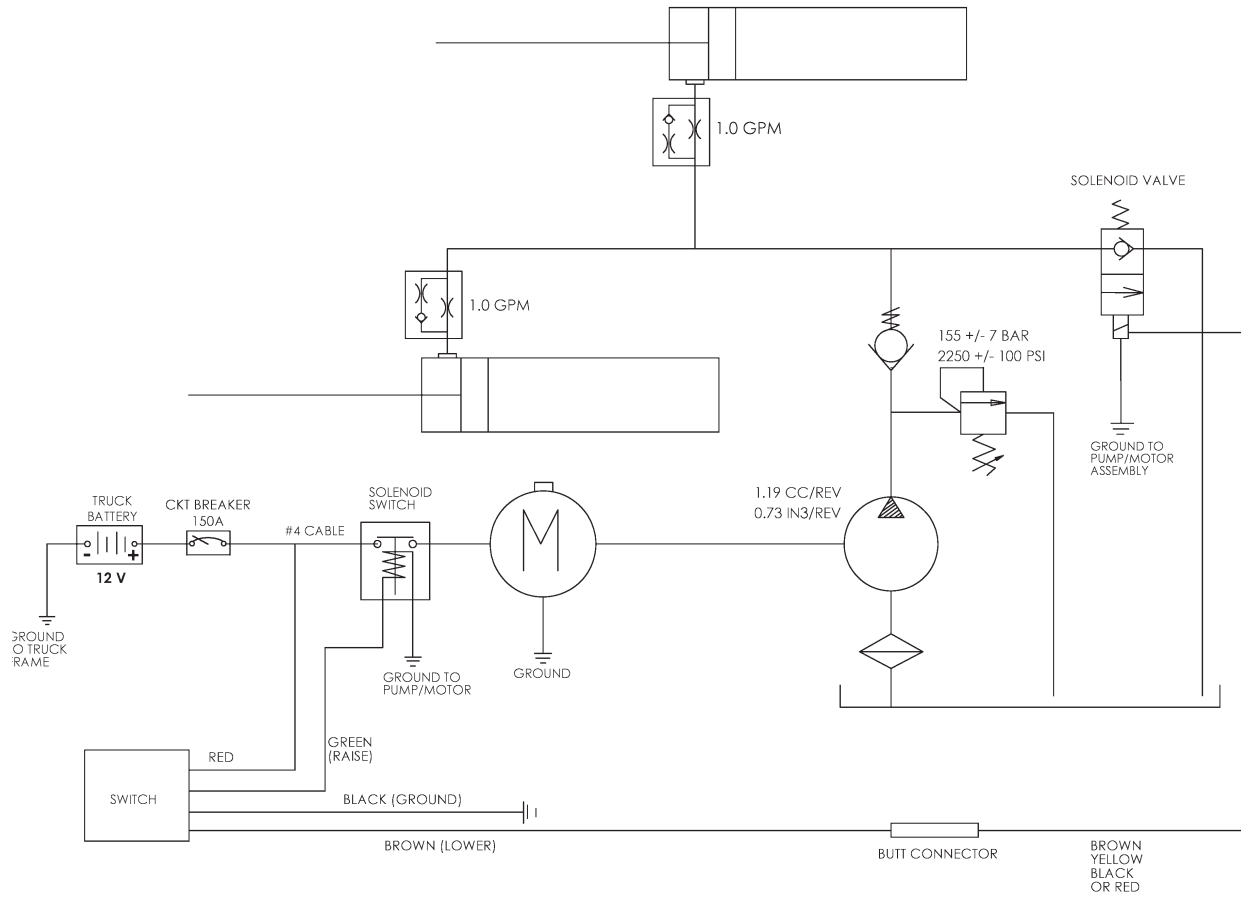 1.0 GPM
SOLENOID VALVE
1.0 GPM
155 +/- 7 BAR
2250 +/- 100 PSI
GROUND TO
PUMP/MOTOR
ASSEMBLY
TRUCK
BATTERY
- +
12 V
CKT BREAKER
150A
#4 CABLE
SOLENOID
SWITCH
M
1.19 CC/REV
0.73 IN3/REV
GROUND
O TRUCK
RAME
GROUND TO
PUMP/MOTOR
GROUND
SWITCH
RED
GREEN
(RAISE)
BLACK (GROUND)
BROWN (LOWER)
BUTT CONNECTOR
BROWN
YELLOW
BLACK
OR RED